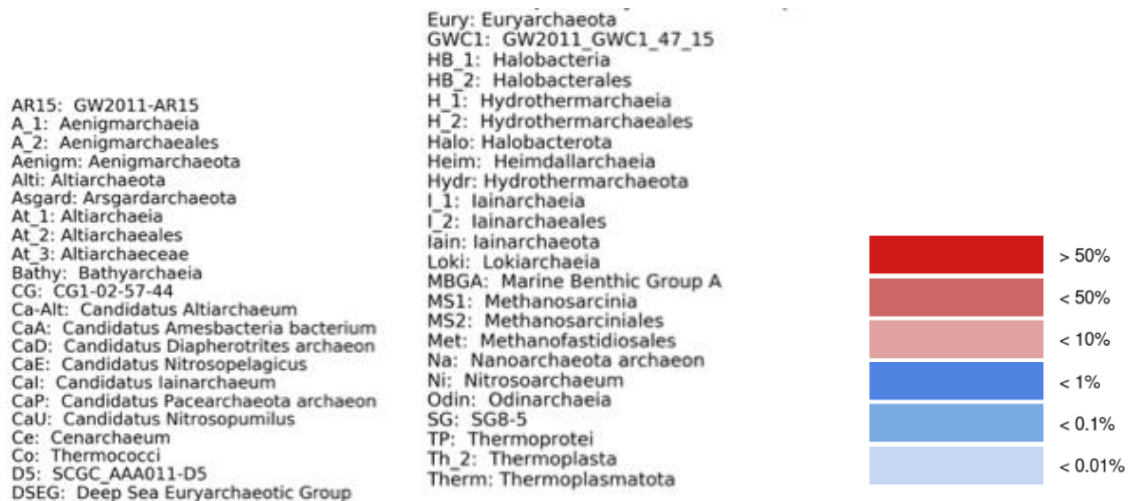 AR15: GW2011-AR15
A_1: Aenigmarchaeia
A_2: Aenigmarchaeales
Aenigm: Aenigmarchaeota
Alti: Altiarchaeota
Asgard: Arsgardarchaeota
At_1: Altiarchaeia
At_2: Altiarchaeales
At_3: Altiarchaeceae
Bathy: Bathyarchaeia
CG: CG1-02-57-44
Ca-Alt: Candidatus Altiarchaeum
CaA: Candidatus Amesbacteria bacterium
CaD: Candidatus Diapherotrites archaeon
CaE: Candidatus Nitrosopelagicus
CaI: Candidatus Iainarchaeum
CaP: Candidatus Pacearchaeota archaeon
CaU: Candidatus Nitrosopumilus
Ce: Cenarchaeum
Co: Thermococci
D5: SCGC_AAA011-D5
DSEG: Deep Sea Euryarchaeotic Group
Eury: Euryarchaeota
GWC1: GW2011_GWC1_47_15
HB_1: Halobacteria
HB_2: Halobacterales
H_1: Hydrothermarchaeia
H_2: Hydrothermarchaeales
Halo: Halobacterota
Heim: Heimdallarchaeia
Hydr: Hydrothermarchaeota
I_1: Iainarchaeia
I_2: Iainarchaeales
Iain: Iainarchaeota
Loki: Lokiarchaeia
MBGA: Marine Benthic Group A
MS1: Methanosarcinia
MS2: Methanosarciniales
Met: Methanofastidiosales
Na: Nanoarchaeota archaeon
Ni: Nitrosoarchaeum
Odin: Odinarchaeia
SG: SG8-5
TP: Thermoprotei
Th_2: Thermoplasta
Therm: Thermoplasmatota
> 50%
< 50%
< 10%
< 1%
< 0.1%
< 0.01%